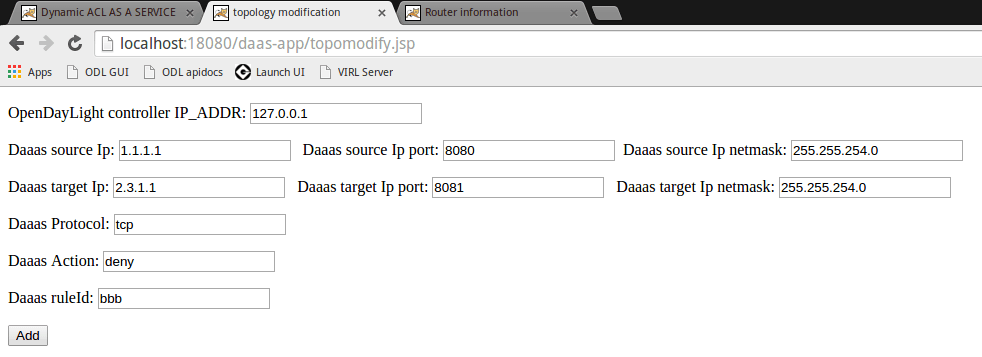 Dynamic ACL AS A SERVICE topology modification Router information
localhost:18080/daas-app/topomodify.jsp
Apps ODL GUI ODL apidocs Launch UI VIRL Server
OpenDayLight controller IP_ADDR: 127.0.0.1
Daaas source Ip: 1.1.1.1 Daaas source Ip port: 8080 Daaas source Ip netmask: 255.255.254.0
Daaas target Ip: 2.3.1.1 Daaas target Ip port: 8081 Daaas target Ip netmask: 255.255.254.0
Daaas Protocol: tcp
Daaas Action: deny
Daaas ruleId: bbb
Add